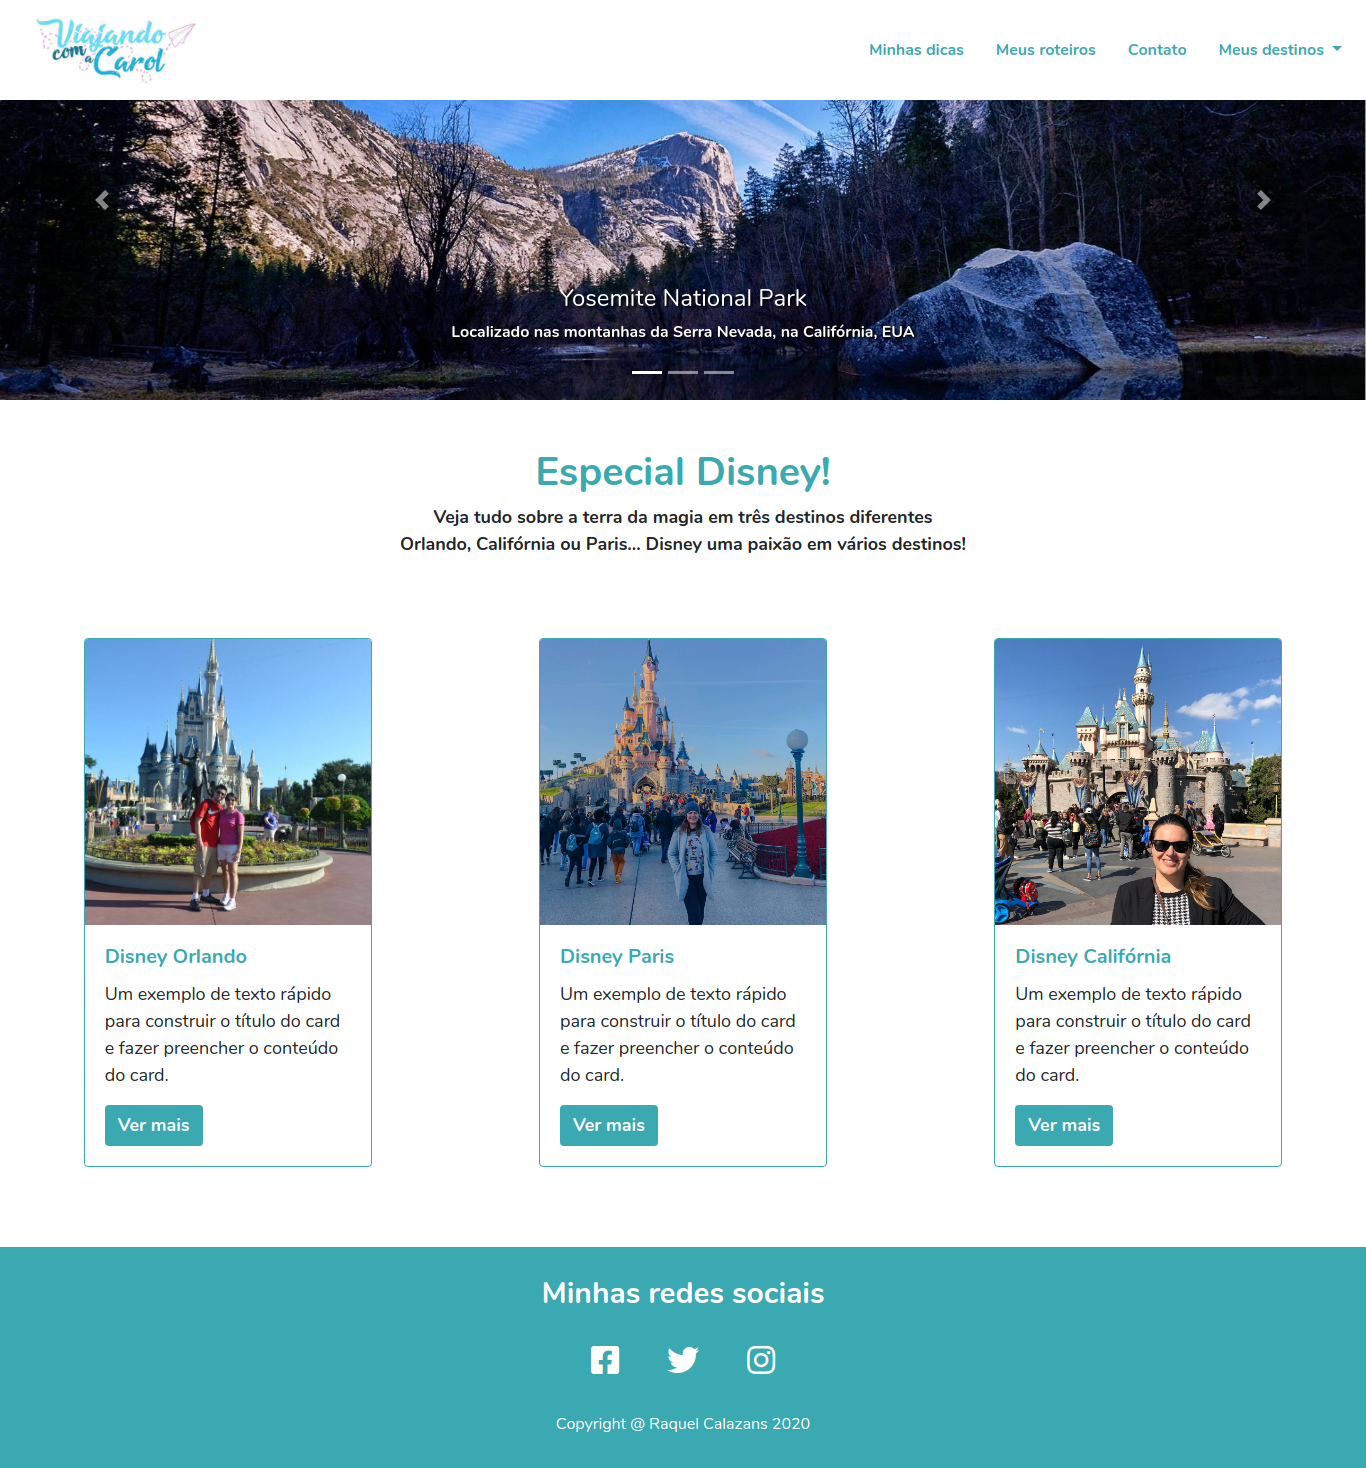 Viajando
com a Carol
Minhas dicas
Meus roteiros
Contato
Meus destinos
Yosemite National Park
Localizado nas montanhas da Serra Nevada, na Califórnia, EUA
Especial Disney!
Veja tudo sobre a terra da magia em três destinos diferentes
Orlando, Califórnia ou Paris... Disney uma paixão em vários destinos!
Disney Orlando
Um exemplo de texto rápido
para construir o título do card
e fazer preencher o conteúdo
do card.
Ver mais
Disney Paris
Um exemplo de texto rápido
para construir o título do card
e fazer preencher o conteúdo
do card.
Ver mais
Disney Califórnia
Um exemplo de texto rápido
para construir o título do card
e fazer preencher o conteúdo
do card.
Ver mais
Minhas redes sociais
Copyright @ Raquel Calazans 2020